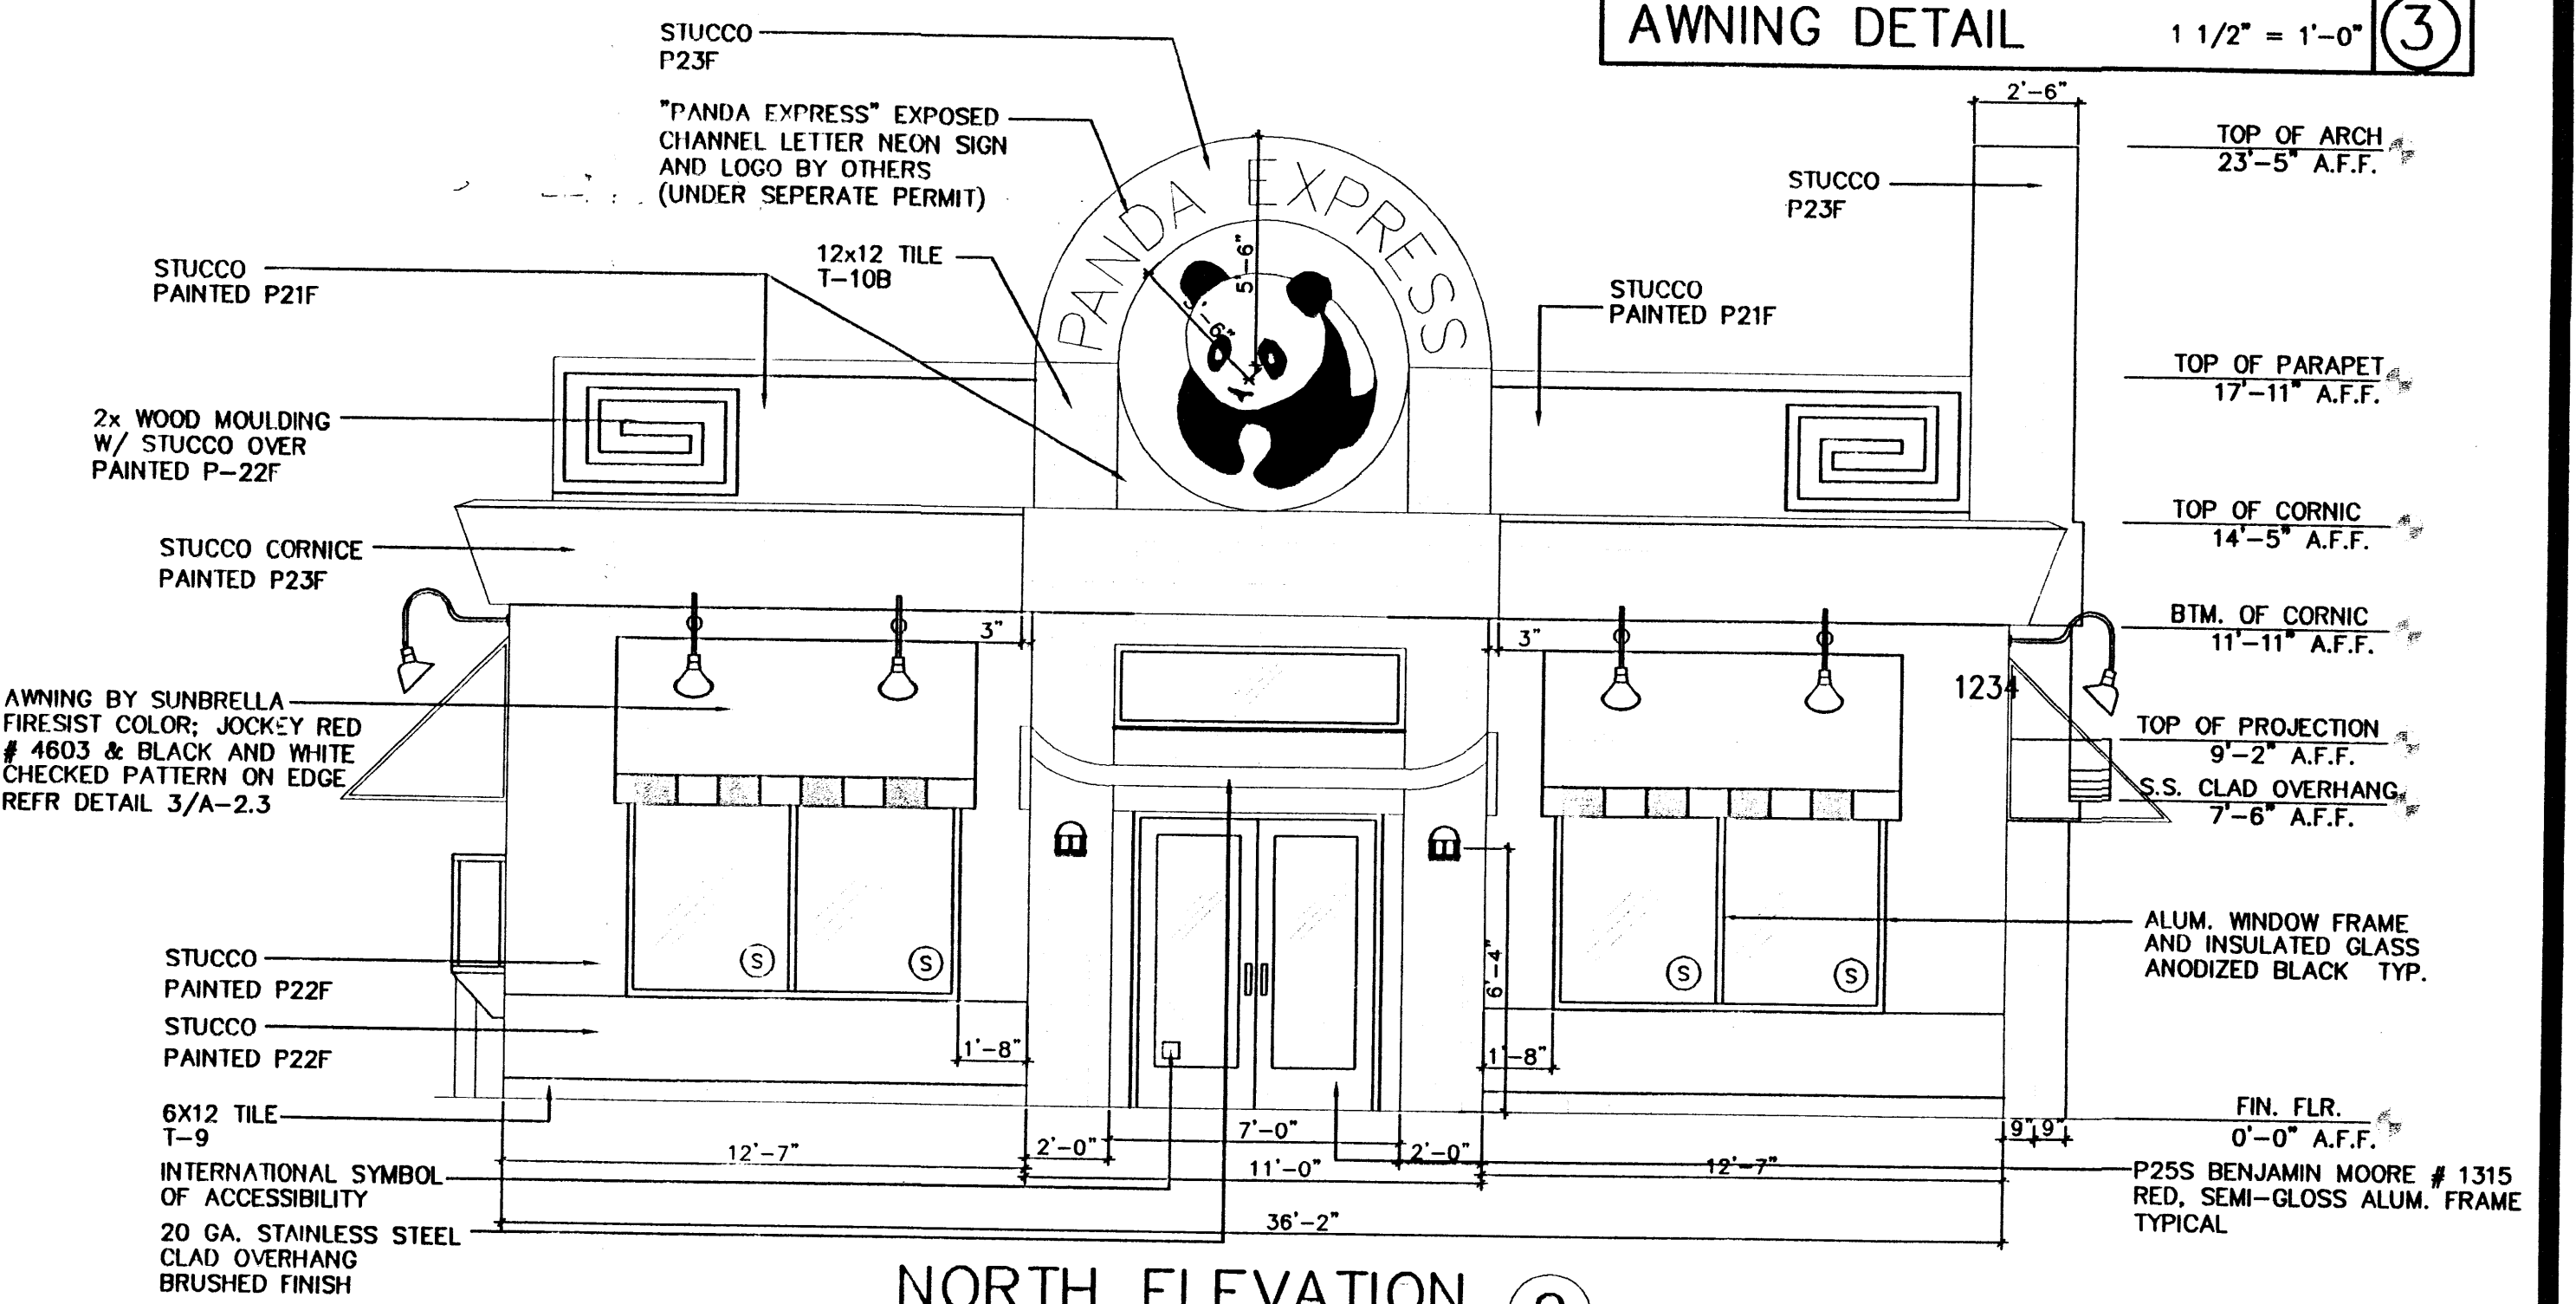 AWNING DETAIL
1 1/2" = 1'-0"
3
STUCCO
P23F
"PANDA EXPRESS" EXPOSED
CHANNEL LETTER NEON SIGN
AND LOGO BY OTHERS
(UNDER SEPERATE PERMIT)
12x12 TILE
T-10B
STUCCO
PAINTED P21F
2x WOOD MOULDING
W/ STUCCO OVER
PAINTED P-22F
STUCCO CORNICE
PAINTED P23F
AWNING BY SUNBRELLA
FIRESIST COLOR; JOCKEY RED
# 4603 & BLACK AND WHITE
CHECKED PATTERN ON EDGE
REFR DETAIL 3/A-2.3
STUCCO
PAINTED P22F
STUCCO
PAINTED P22F
6X12 TILE
T-9
INTERNATIONAL SYMBOL
OF ACCESSIBILITY
20 GA. STAINLESS STEEL
CLAD OVERHANG
BRUSHED FINISH
PANDA EXPRESS
5'-6"
3"
3"
1234
S
S
S
S
6'-4"
1'-8"
1'-8"
7'-0"
2'-0"
2'-0"
12'-7"
11'-0"
12'-7"
9"
9"
36'-2"
2'-6"
STUCCO
P23F
STUCCO
PAINTED P21F
TOP OF ARCH
23'-5" A.F.F.
TOP OF PARAPET
17'-11" A.F.F.
TOP OF CORNIC
14'-5" A.F.F.
BTM. OF CORNIC
11'-11" A.F.F.
TOP OF PROJECTION
9'-2" A.F.F.
S.S. CLAD OVERHANG
7'-6" A.F.F.
ALUM. WINDOW FRAME
AND INSULATED GLASS
ANODIZED BLACK TYP.
FIN. FLR.
0'-0" A.F.F.
P25S BENJAMIN MOORE # 1315
RED, SEMI-GLOSS ALUM. FRAME
TYPICAL
NORTH ELEVATION